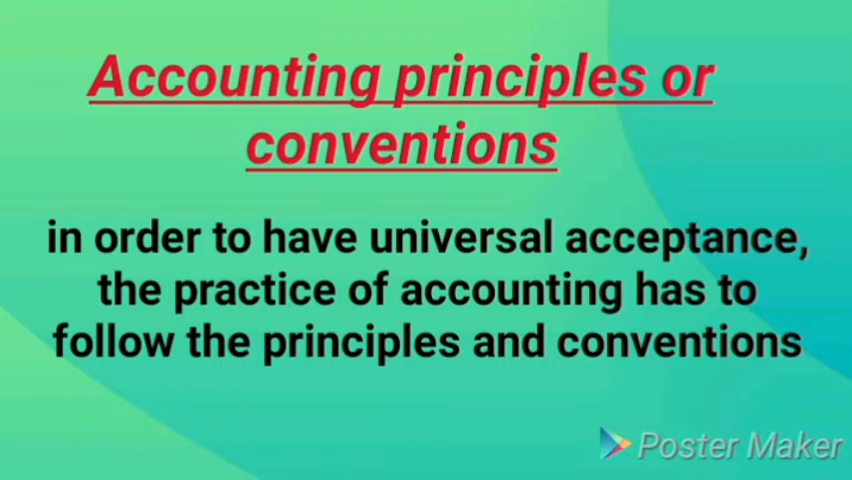 Accounting principles or
conventions
in order to have universal acceptance,
the practice of accounting has to
follow the principles and conventions
Poster Maker